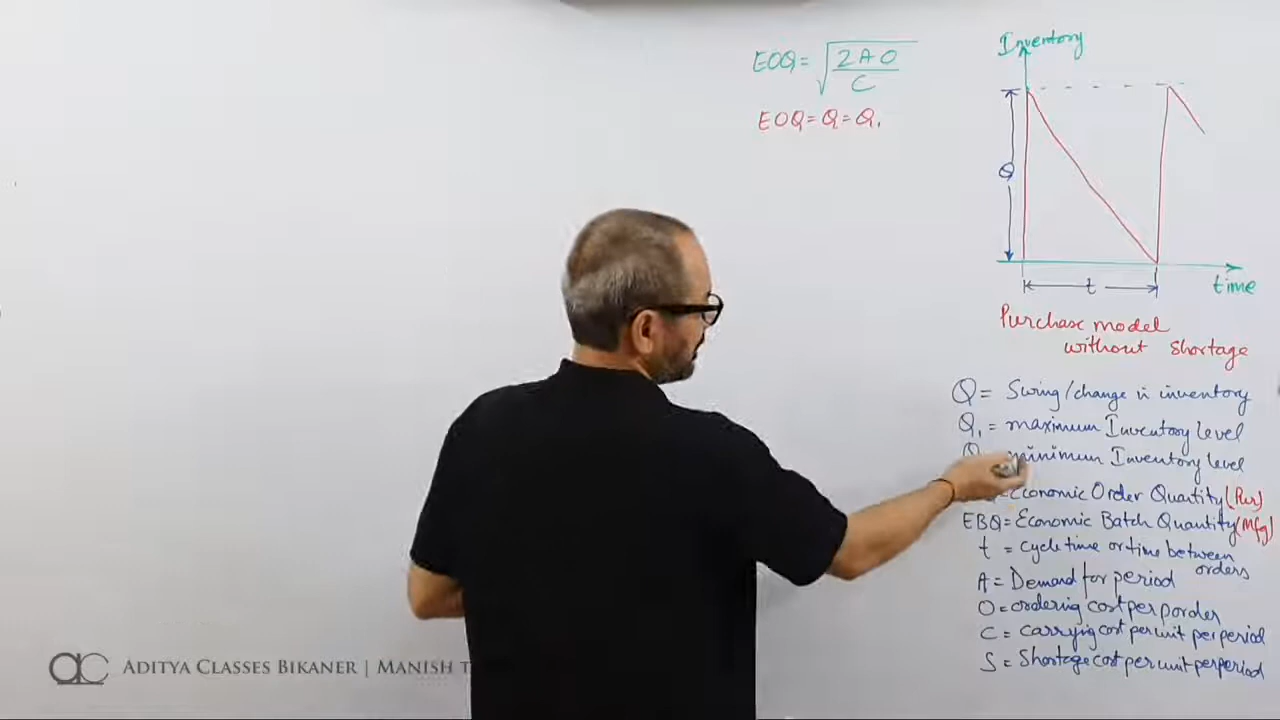 EOQ = √2AO/C
EOQ = Q = Q₁
Inventory
Q
t
time
Purchase model
without shortage
Q = Swing/change in inventory
Q₁ = maximum Inventory level
Q minimum Inventory level
Economic Order Quantity (Pur)
EBQ = Economic Batch Quantity (Mfg)
t = cycle time or time between
orders
A = Demand for period
O = ordering cost per porder
C = carrying cost per unit per period
S = Shortage cost per unit per period
ac ADITYA CLASSES BIKANER | MANISH